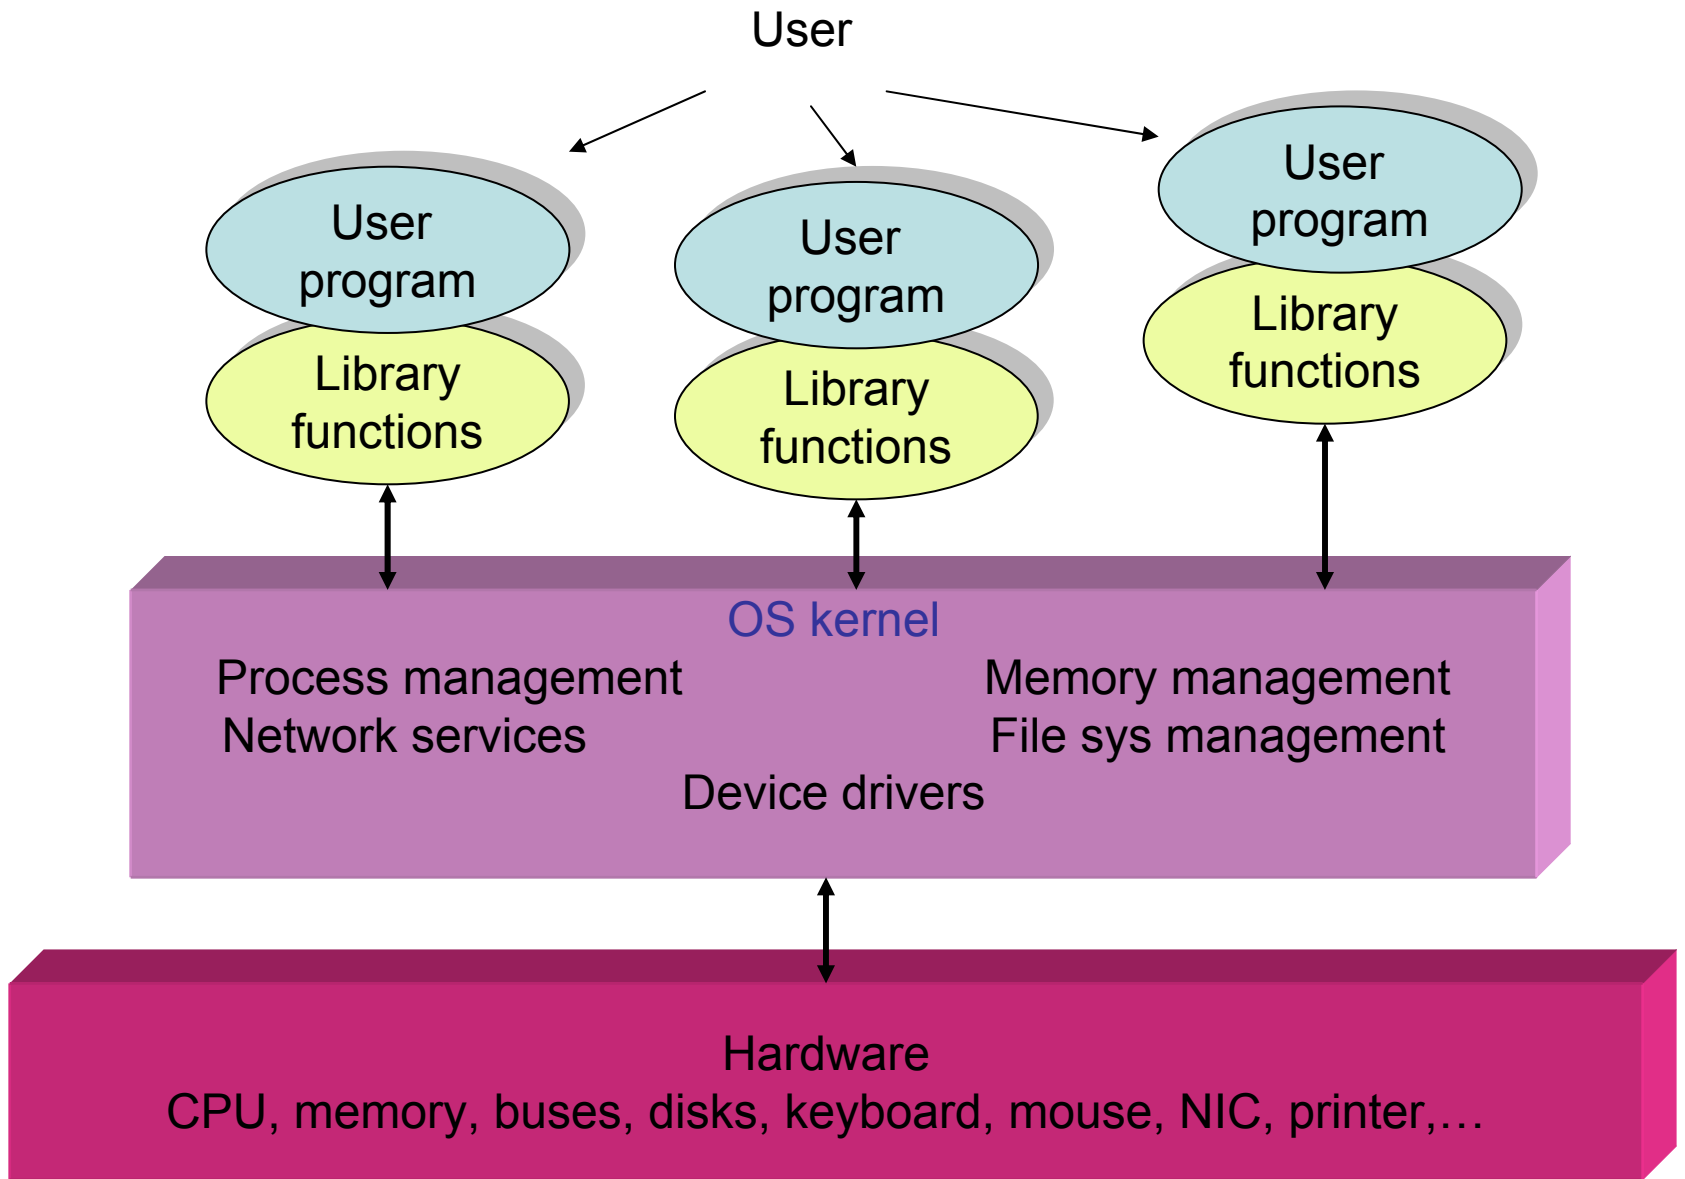 User
User
program
Library
functions
User
program
Library
functions
User
program
Library
functions
OS kernel
Process management Memory management
Network services File sys management
Device drivers
Hardware
CPU, memory, buses, disks, keyboard, mouse, NIC, printer,…